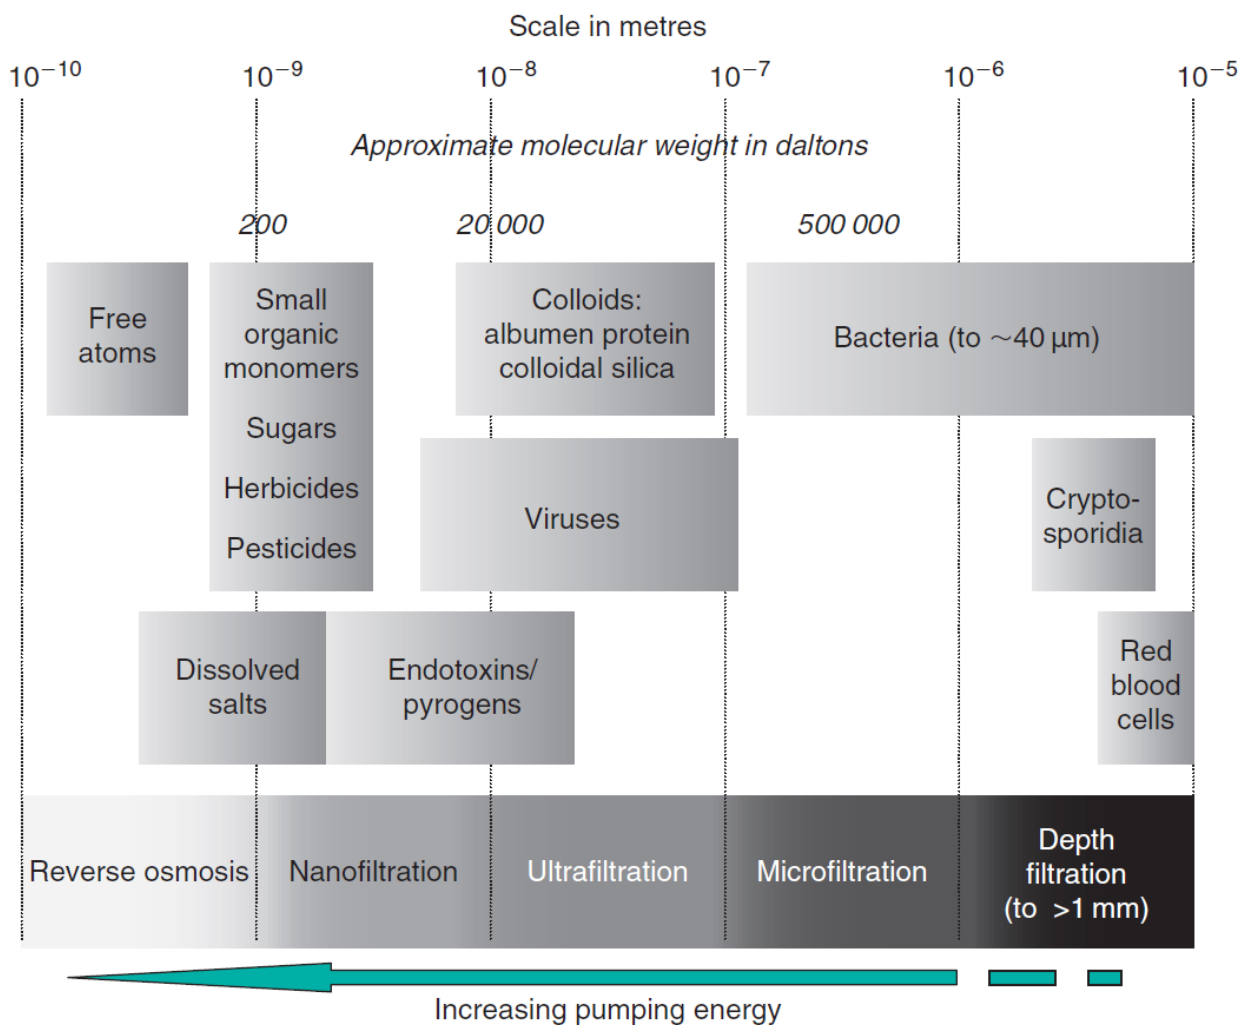 Scale in metres
10⁻¹⁰ 10⁻⁹ 10⁻⁸ 10⁻⁷ 10⁻⁶ 10⁻⁵
Approximate molecular weight in daltons
200 20 000 500 000
Free
atoms
Small
organic
monomers
Sugars
Herbicides
Pesticides
Colloids:
albumen protein
colloidal silica
Bacteria (to ~40 µm)
Viruses
Crypto-
sporidia
Dissolved
salts
Endotoxins/
pyrogens
Red
blood
cells
Reverse osmosis
Nanofiltration
Ultrafiltration
Microfiltration
Depth
filtration
(to >1 mm)
Increasing pumping energy